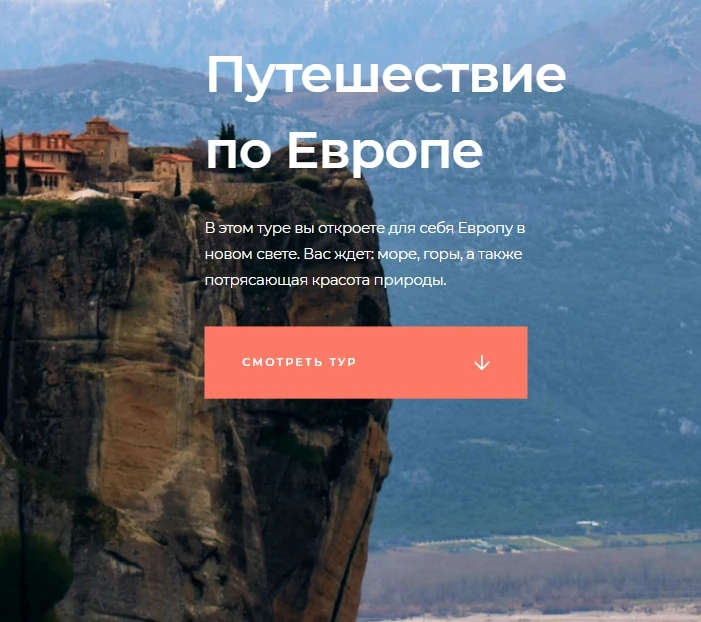 Путешествие
по Европе
В этом туре вы откроете для себя Европу в
новом свете. Вас ждет: море, горы, а также
потрясающая красота природы.
СМОТРЕТЬ ТУР